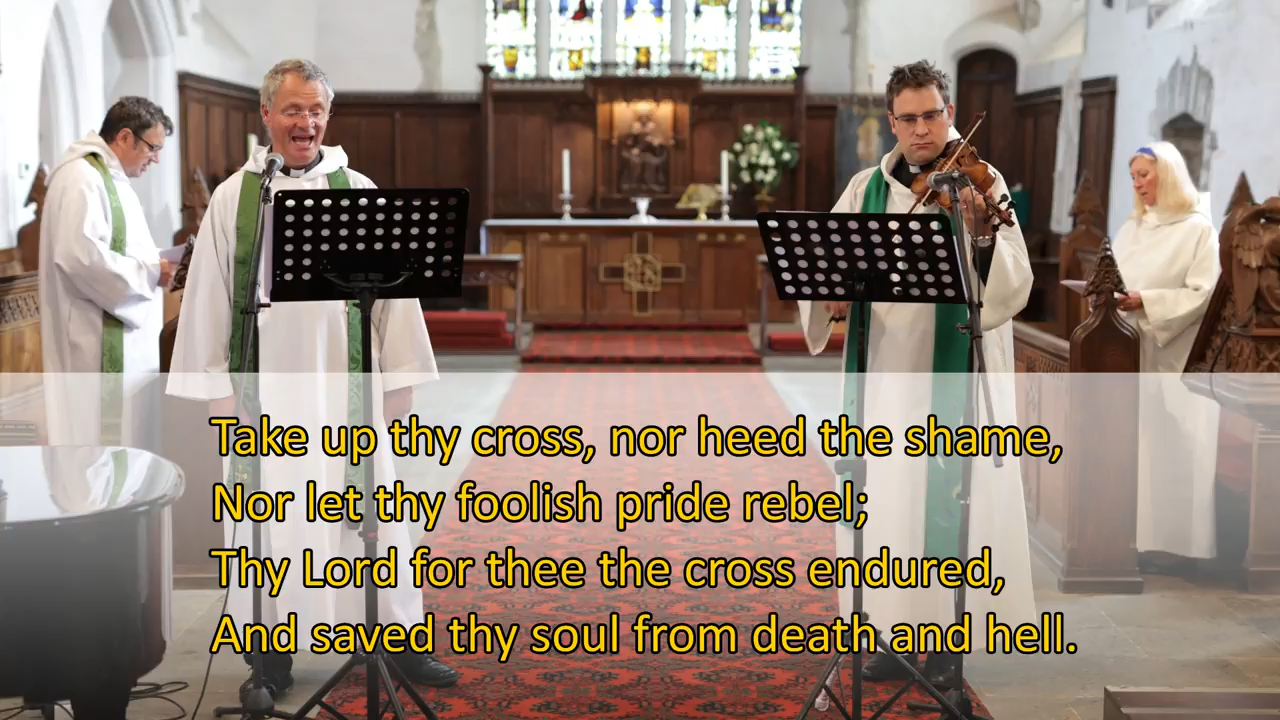 Take up thy cross, nor heed the shame,
Nor let thy foolish pride rebel;
Thy Lord for thee the cross endured,
And saved thy soul from death and hell.